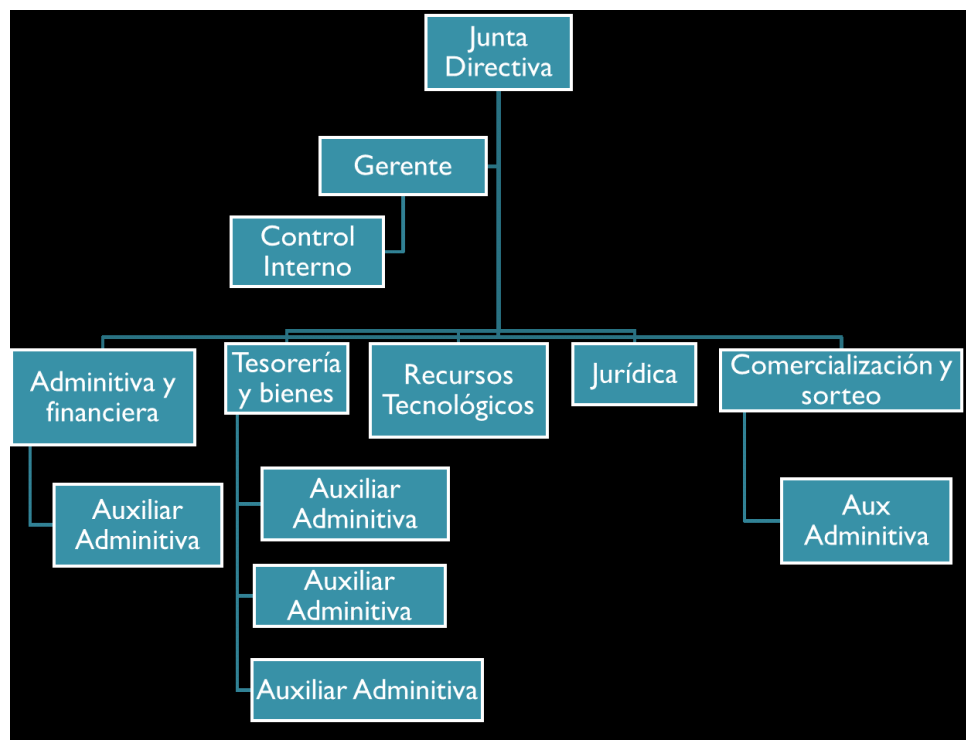 Junta
Directiva
Gerente
Control
Interno
Adminitiva y
financiera
Tesorería
y bienes
Recursos
Tecnológicos
Jurídica
Comercialización y
sorteo
Auxiliar
Adminitiva
Auxiliar
Adminitiva
Auxiliar
Adminitiva
Auxiliar Adminitiva
Aux
Adminitiva